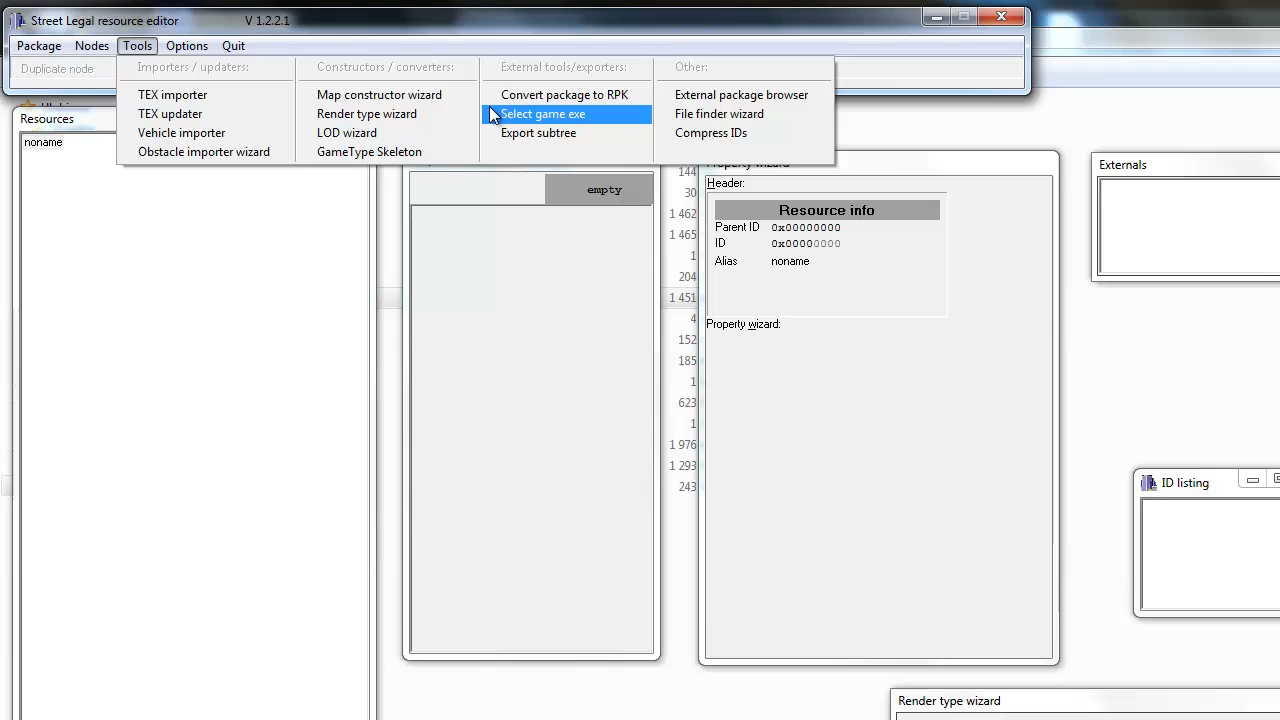 Street Legal resource editor V 1.2.2.1
Package Nodes Tools Options Quit
Duplicate node
Importers / updaters:
TEX importer
TEX updater
Vehicle importer
Obstacle importer wizard
Constructors / converters:
Map constructor wizard
Render type wizard
LOD wizard
GameType Skeleton
External tools/exporters:
Convert package to RPK
Select game exe
Export subtree
Other:
External package browser
File finder wizard
Compress IDs
Resources
noname
empty
144
30
1 462
1 465
1
204
1 451
4
152
185
1
623
1
1 976
1 293
243
Property wizard
Header:
Resource info
Parent ID 0x00000000
ID 0x00000000
Alias noname
Property wizard:
Externals
ID listing
Render type wizard